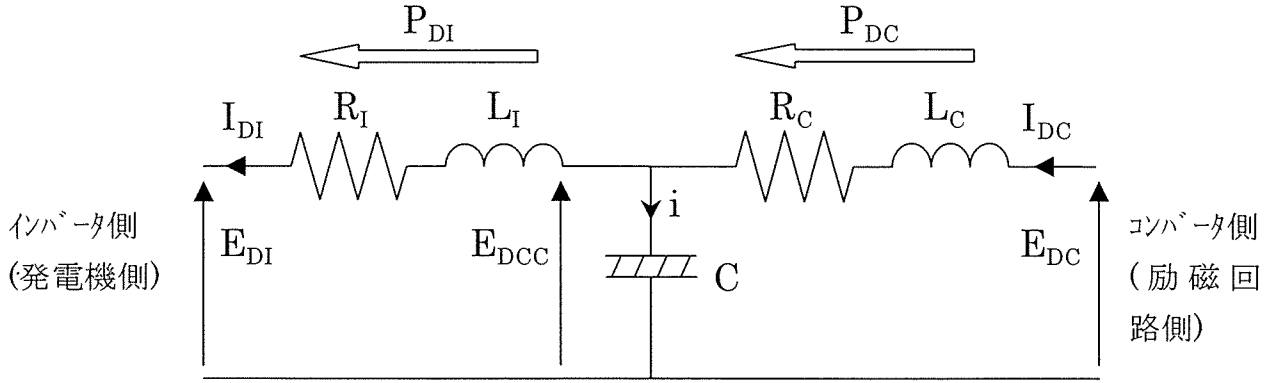 P_DI
P_DC
I_DI
R_I
L_I
R_C
L_C
I_DC
i
インバータ側
(発電機側)
E_DI
E_DCC
C
E_DC
コンバータ側
(励磁回
路側)